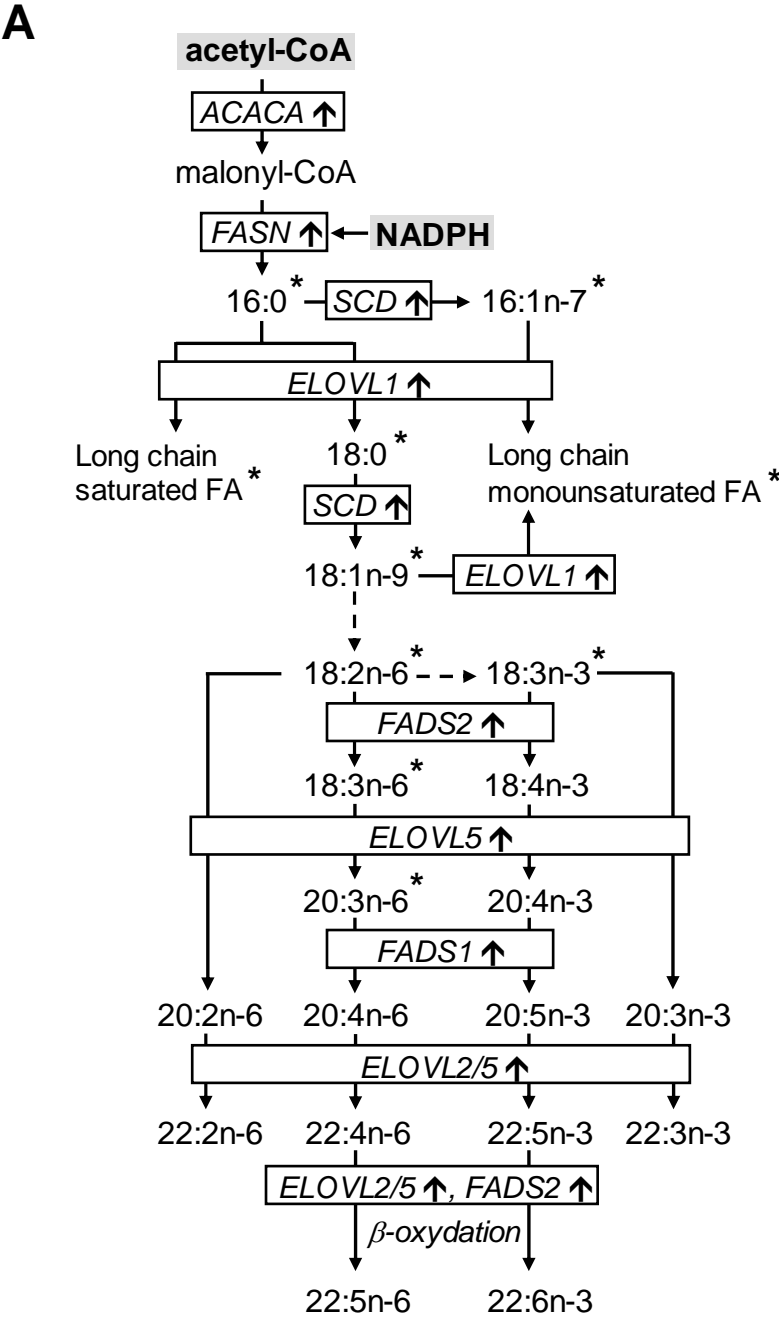 A
acetyl-CoA
ACACA ↑
malonyl-CoA
FASN ↑ NADPH
16:0* SCD ↑ 16:1n-7*
ELOVL1 ↑
Long chain
saturated FA*
18:0*
Long chain
monounsaturated FA*
SCD ↑
18:1n-9* ELOVL1 ↑
18:2n-6* 18:3n-3*
FADS2 ↑
18:3n-6* 18:4n-3
ELOVL5 ↑
20:3n-6* 20:4n-3
FADS1 ↑
20:2n-6 20:4n-6 20:5n-3 20:3n-3
ELOVL2/5 ↑
22:2n-6 22:4n-6 22:5n-3 22:3n-3
ELOVL2/5 ↑, FADS2 ↑
β-oxydation
22:5n-6 22:6n-3